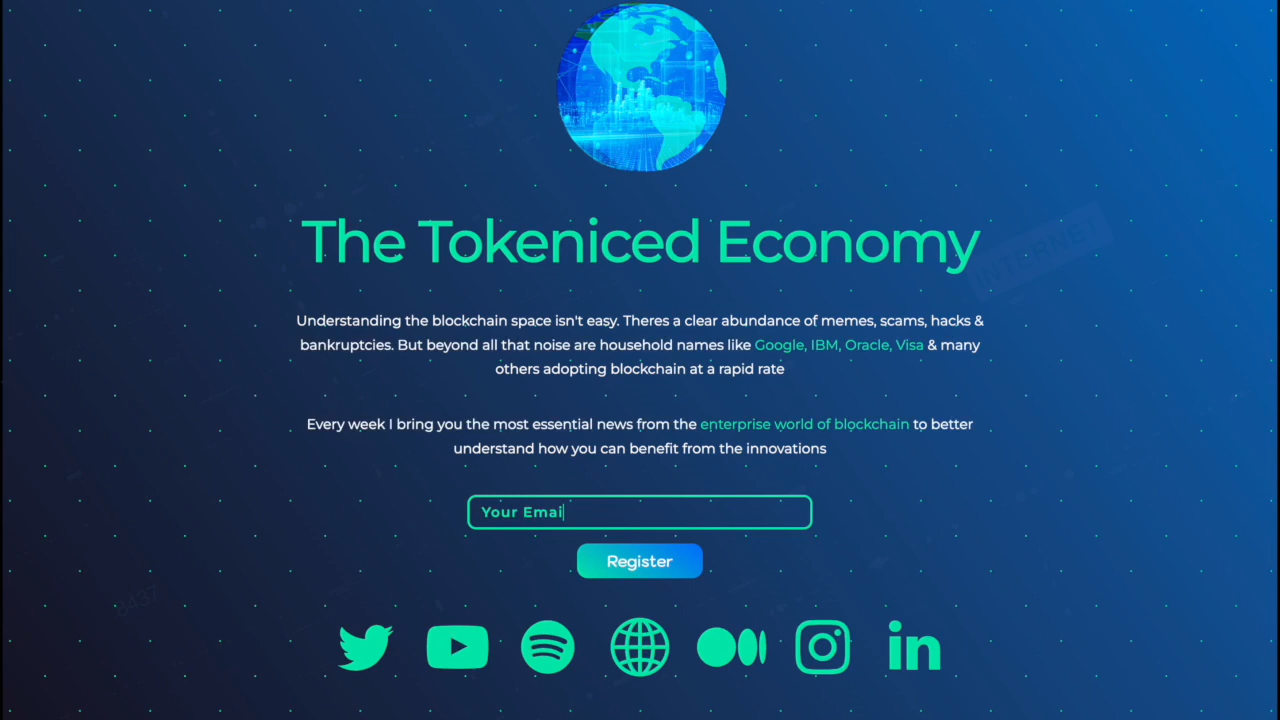 The Tokeniced Economy
Understanding the blockchain space isn't easy. Theres a clear abundance of memes, scams, hacks &
bankruptcies. But beyond all that noise are household names like Google, IBM, Oracle, Visa & many
others adopting blockchain at a rapid rate
Every week I bring you the most essential news from the enterprise world of blockchain to better
understand how you can benefit from the innovations
Your Emai
Register
INTERNET
8437